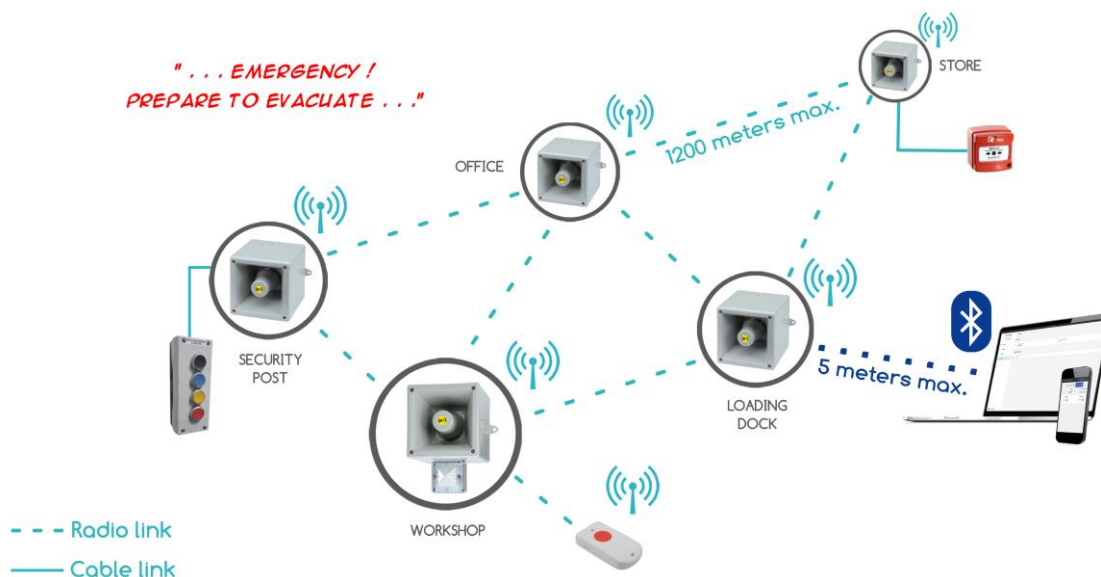 " . . . EMERGENCY !
PREPARE TO EVACUATE . . ."
STORE
1200 meters max.
OFFICE
SECURITY
POST
5 meters max.
LOADING
DOCK
WORKSHOP
Radio link
Cable link